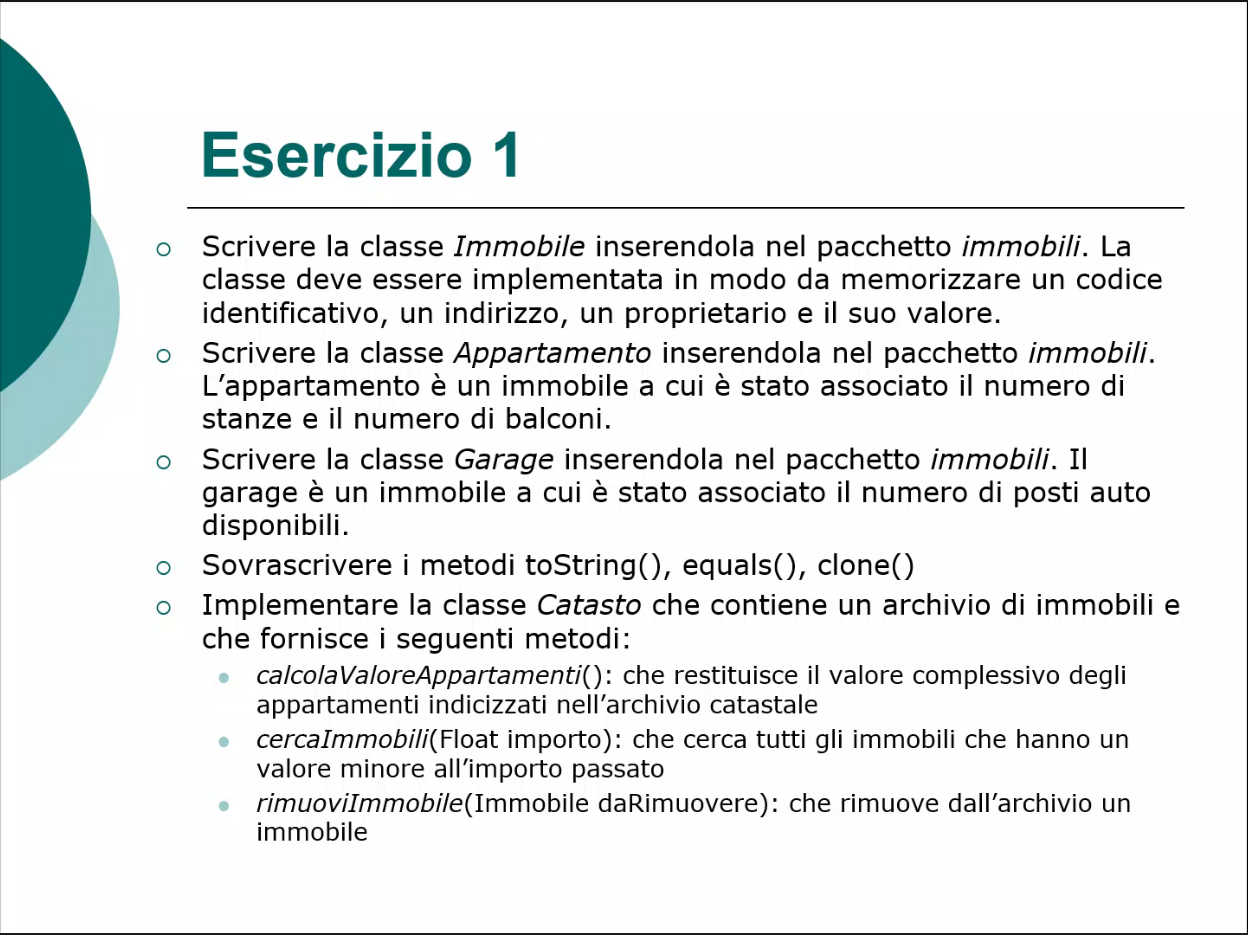 Esercizio 1
Scrivere la classe Immobile inserendola nel pacchetto immobili. La
classe deve essere implementata in modo da memorizzare un codice
identificativo, un indirizzo, un proprietario e il suo valore.
Scrivere la classe Appartamento inserendola nel pacchetto immobili.
L’appartamento è un immobile a cui è stato associato il numero di
stanze e il numero di balconi.
Scrivere la classe Garage inserendola nel pacchetto immobili. Il
garage è un immobile a cui è stato associato il numero di posti auto
disponibili.
Sovrascrivere i metodi toString(), equals(), clone()
Implementare la classe Catasto che contiene un archivio di immobili e
che fornisce i seguenti metodi:
calcolaValoreAppartamenti(): che restituisce il valore complessivo degli
appartamenti indicizzati nell’archivio catastale
cercaImmobili(Float importo): che cerca tutti gli immobili che hanno un
valore minore all’importo passato
rimuoviImmobile(Immobile daRimuovere): che rimuove dall’archivio un
immobile